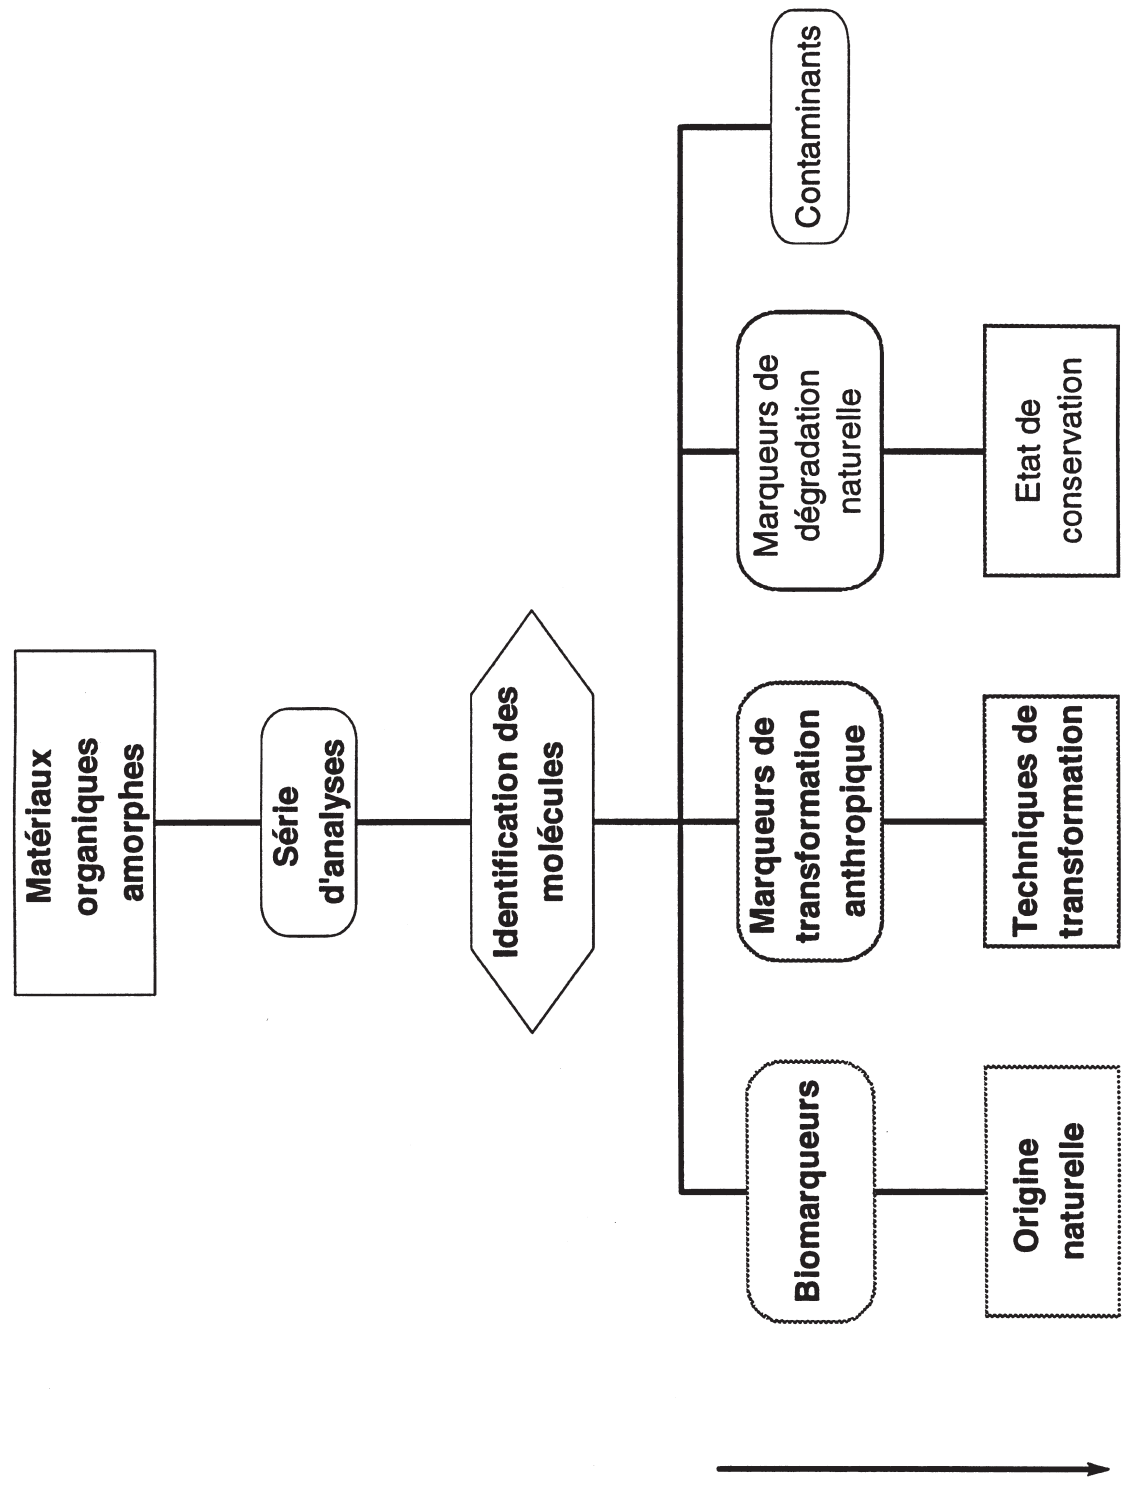 Matériaux
organiques
amorphes
Série
d'analyses
Identification des
molécules
Biomarqueurs
Marqueurs de
transformation
anthropique
Marqueurs de
dégradation
naturelle
Contaminants
Origine
naturelle
Techniques de
transformation
Etat de
conservation